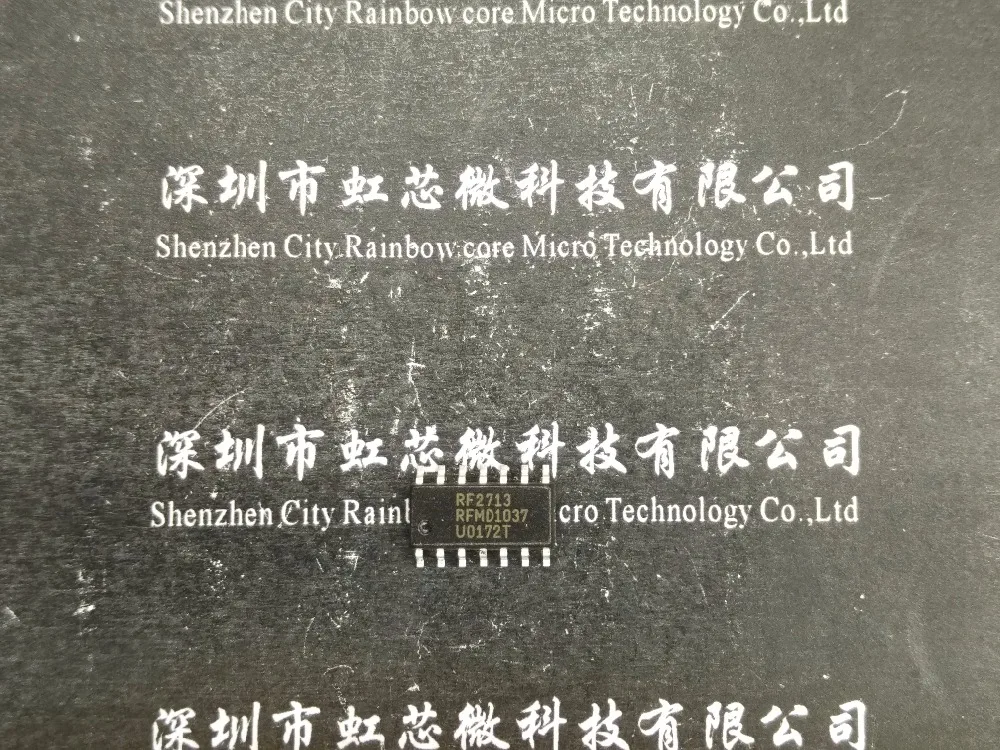 Shenzhen City Rainbow core Micro Technology Co.,Ltd
深圳市虹芯微科技有限公司
Shenzhen City Rainbow core Micro Technology Co.,Ltd
深圳市虹芯微科技有限公司
Shenzhen City Rainb cro Technology Co.,Ltd
RF2713
RFMD1037
U0172T
深圳市虹芯微科技有限公司